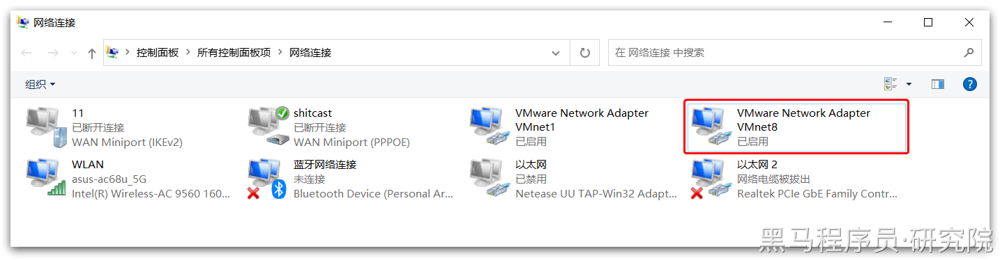 网络连接
控制面板 > 所有控制面板项 > 网络连接
在 网络连接 中搜索
组织
11
已断开连接
WAN Miniport (IKEv2)
shitcast
已断开连接
WAN Miniport (PPPOE)
VMware Network Adapter
VMnet1
已启用
VMware Network Adapter
VMnet8
已启用
WLAN
asus-ac68u_5G
Intel(R) Wireless-AC 9560 160...
蓝牙网络连接
未连接
Bluetooth Device (Personal Ar...
以太网
已禁用
Netease UU TAP-Win32 Adapt...
以太网 2
网络电缆被拔出
Realtek PCIe GbE Family Contr...
黑马程序员·研究院